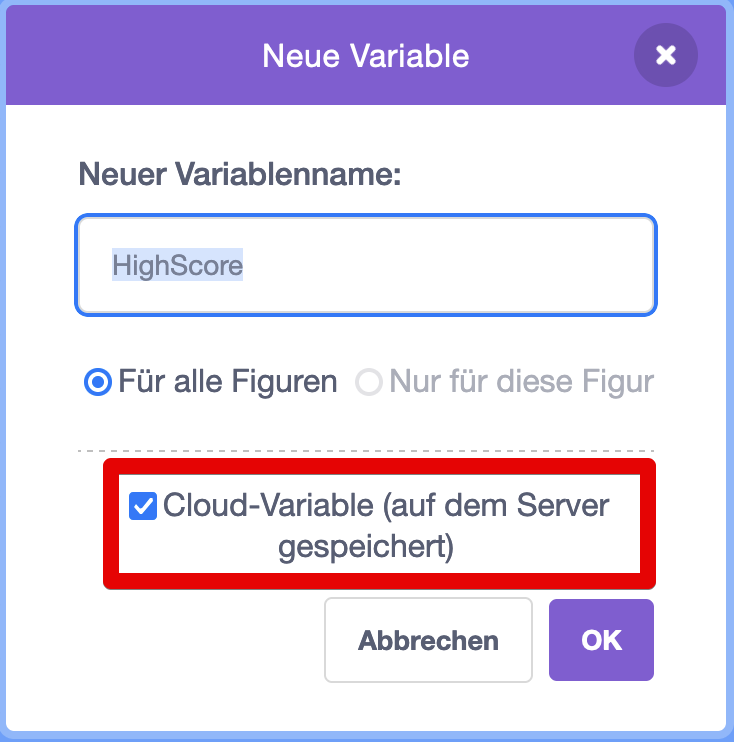 Neue Variable
Neuer Variablenname:
HighScore
Für alle Figuren Nur für diese Figur
Cloud-Variable (auf dem Server
gespeichert)
Abbrechen OK